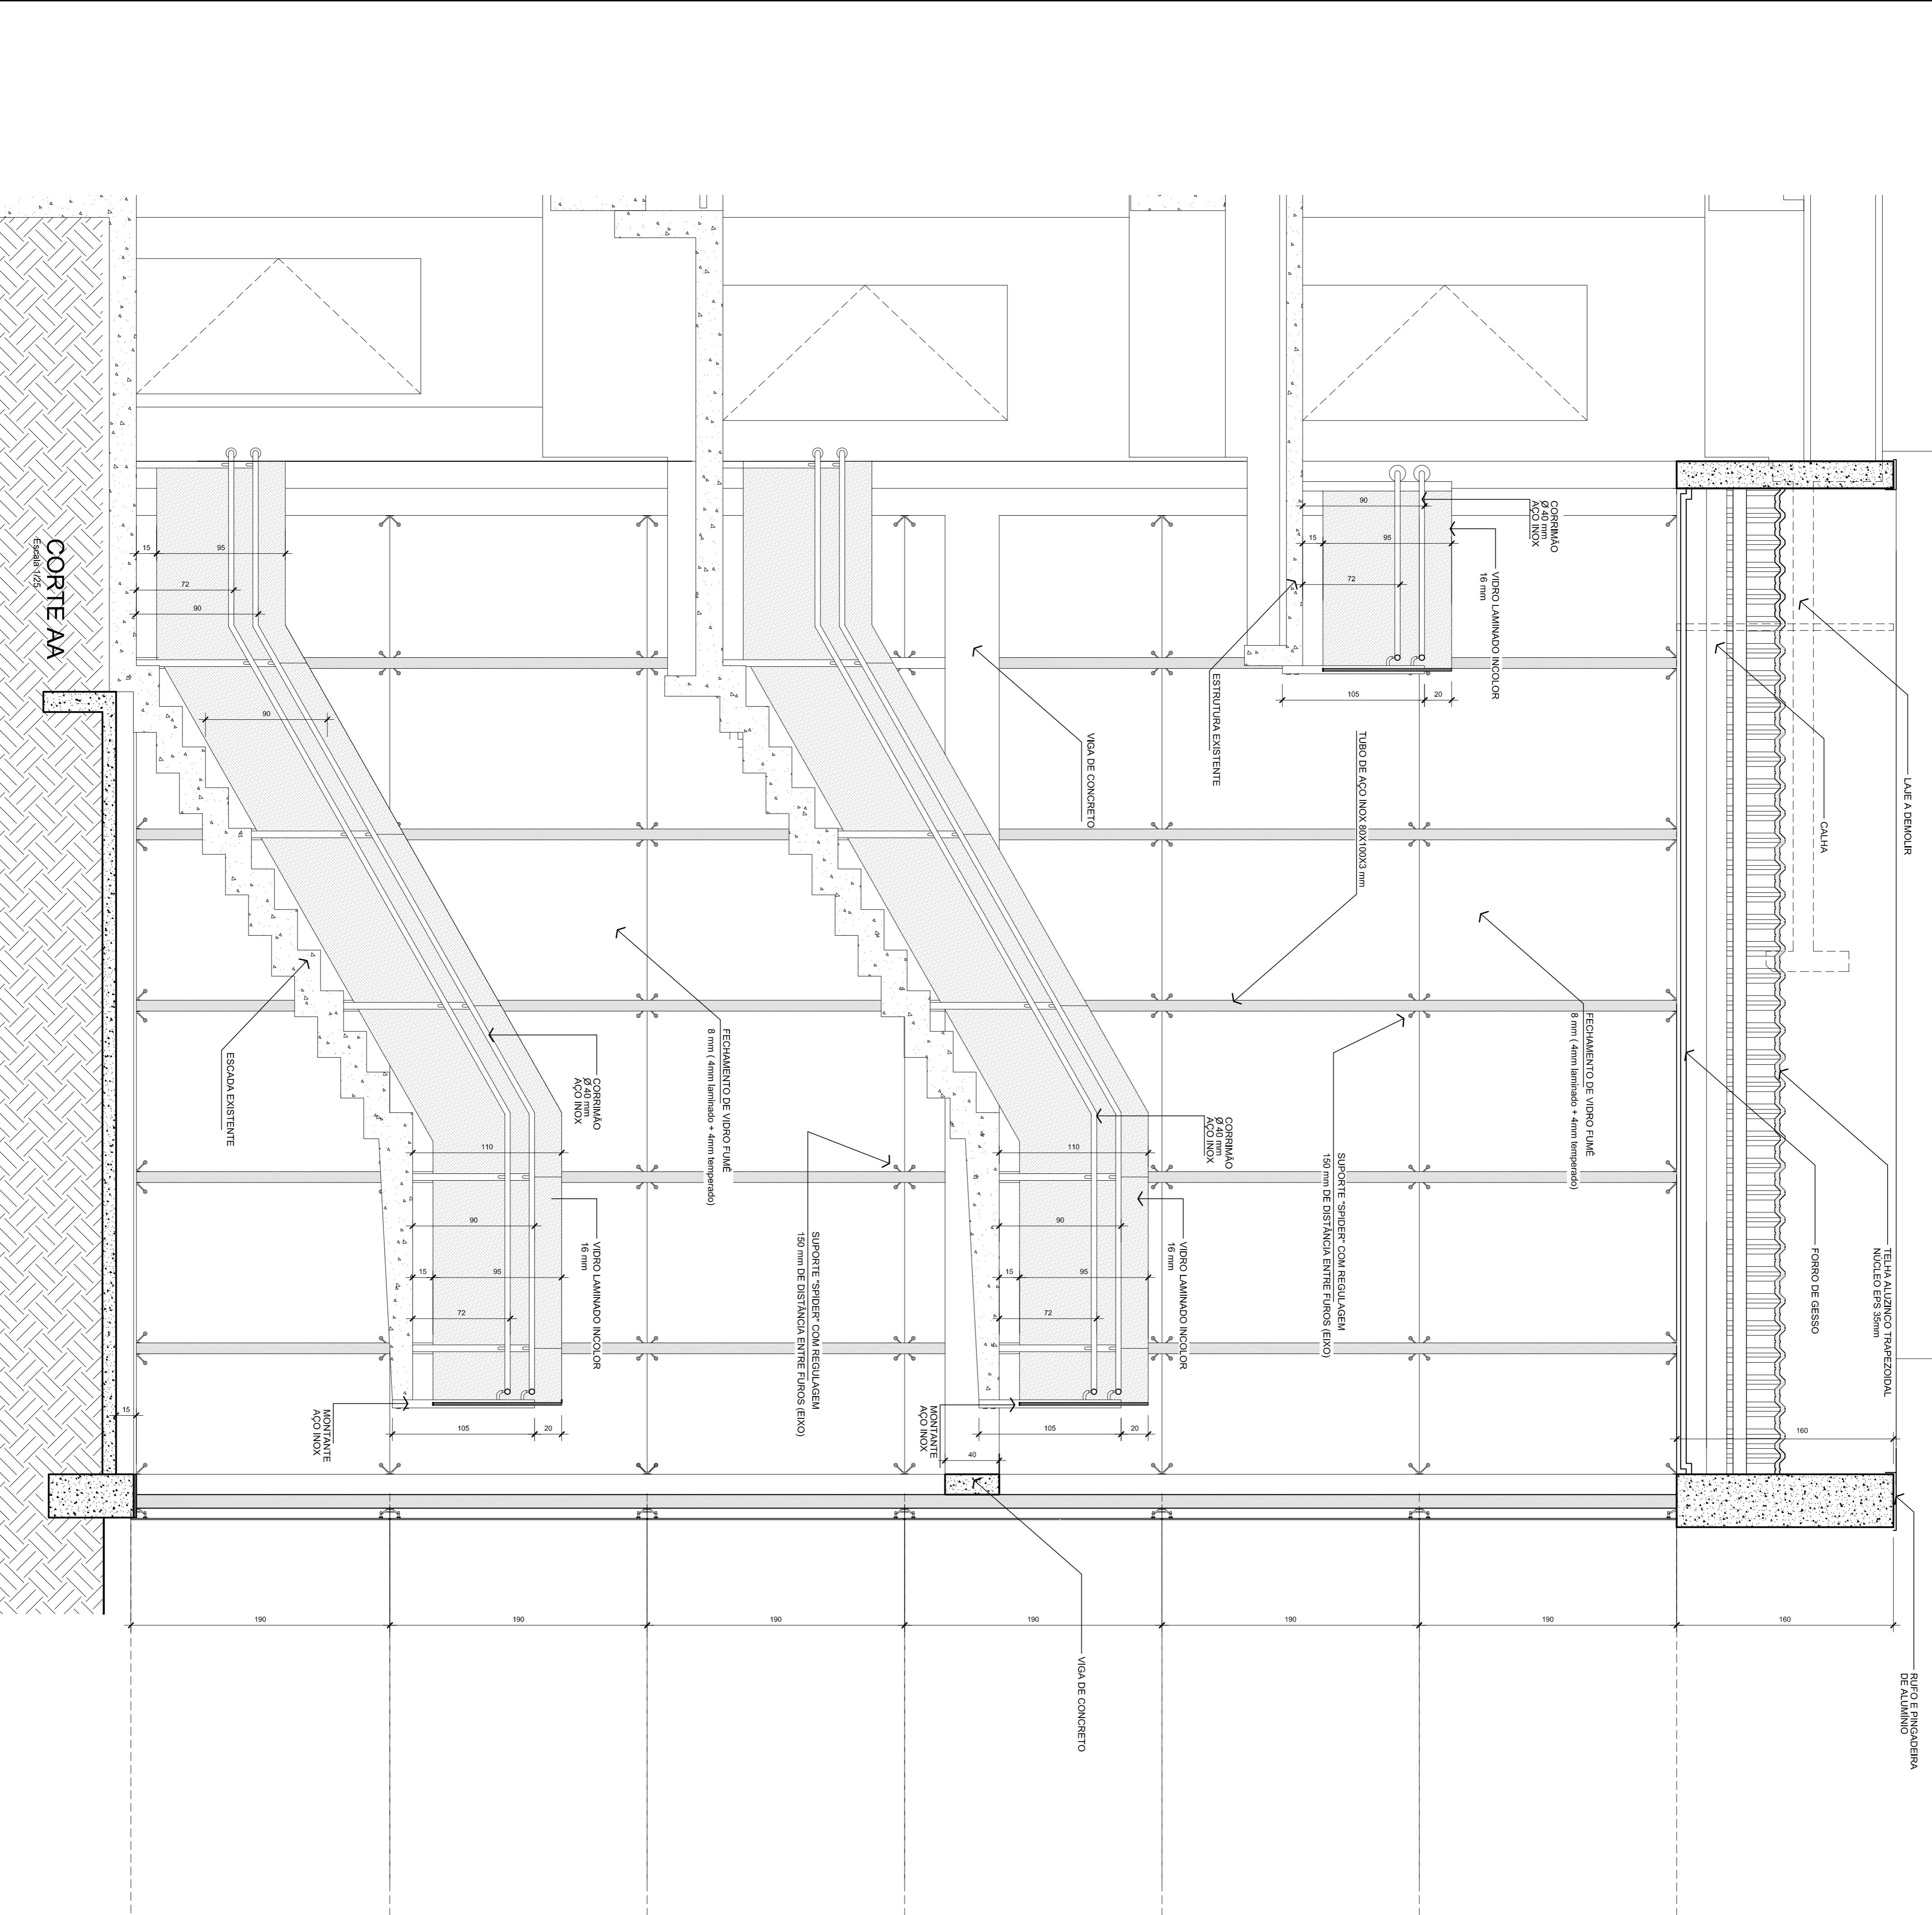 RUFO E PINGADEIRA
DE ALUMÍNIO
LAJE A DEMOLIR
TELHA ALUZINCO TRAPEZOIDAL
NÚCLEO EPS 35mm
CALHA
FORRO DE GESSO
160
160
CORRIMÃO
Ø 40 mm
AÇO INOX
VIDRO LAMINADO INCOLOR
16 mm
90
15
95
72
105
20
FECHAMENTO DE VIDRO FUMÊ
8 mm ( 4mm laminado + 4mm temperado)
TUBO DE AÇO INOX 80X100X3 mm
SUPORTE "SPIDER" COM REGULAGEM
150 mm DE DISTÂNCIA ENTRE FUROS (EIXO)
ESTRUTURA EXISTENTE
CORRIMÃO
Ø 40 mm
AÇO INOX
VIDRO LAMINADO INCOLOR
16 mm
VIGA DE CONCRETO
VIGA DE CONCRETO
110
90
15
95
72
105
20
40
MONTANTE
AÇO INOX
SUPORTE "SPIDER" COM REGULAGEM
150 mm DE DISTÂNCIA ENTRE FUROS (EIXO)
FECHAMENTO DE VIDRO FUMÊ
8 mm ( 4mm laminado + 4mm temperado)
CORRIMÃO
Ø 40 mm
AÇO INOX
VIDRO LAMINADO INCOLOR
16 mm
110
90
15
95
72
105
20
MONTANTE
AÇO INOX
15
95
72
90
90
ESCADA EXISTENTE
15
190
190
190
190
190
190
CORTE AA
Escala 1/25